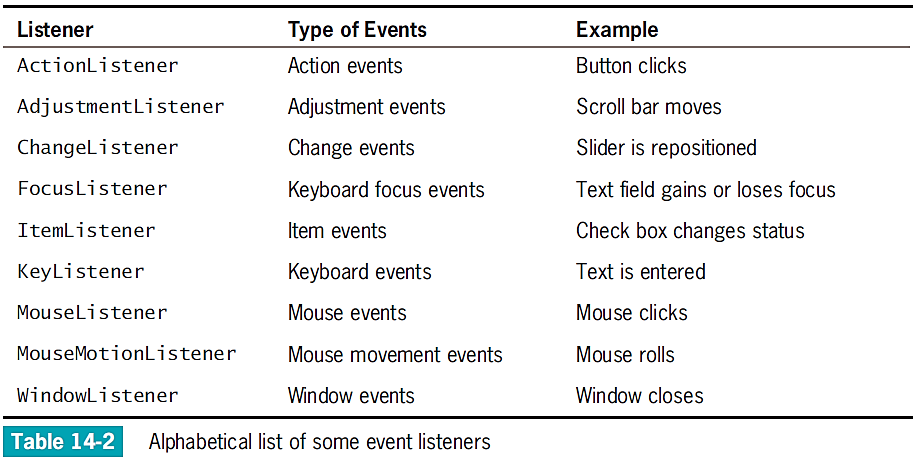 Listener Type of Events Example
ActionListener Action events Button clicks
AdjustmentListener Adjustment events Scroll bar moves
ChangeListener Change events Slider is repositioned
FocusListener Keyboard focus events Text field gains or loses focus
ItemListener Item events Check box changes status
KeyListener Keyboard events Text is entered
MouseListener Mouse events Mouse clicks
MouseMotionListener Mouse movement events Mouse rolls
WindowListener Window events Window closes
Table 14-2 Alphabetical list of some event listeners